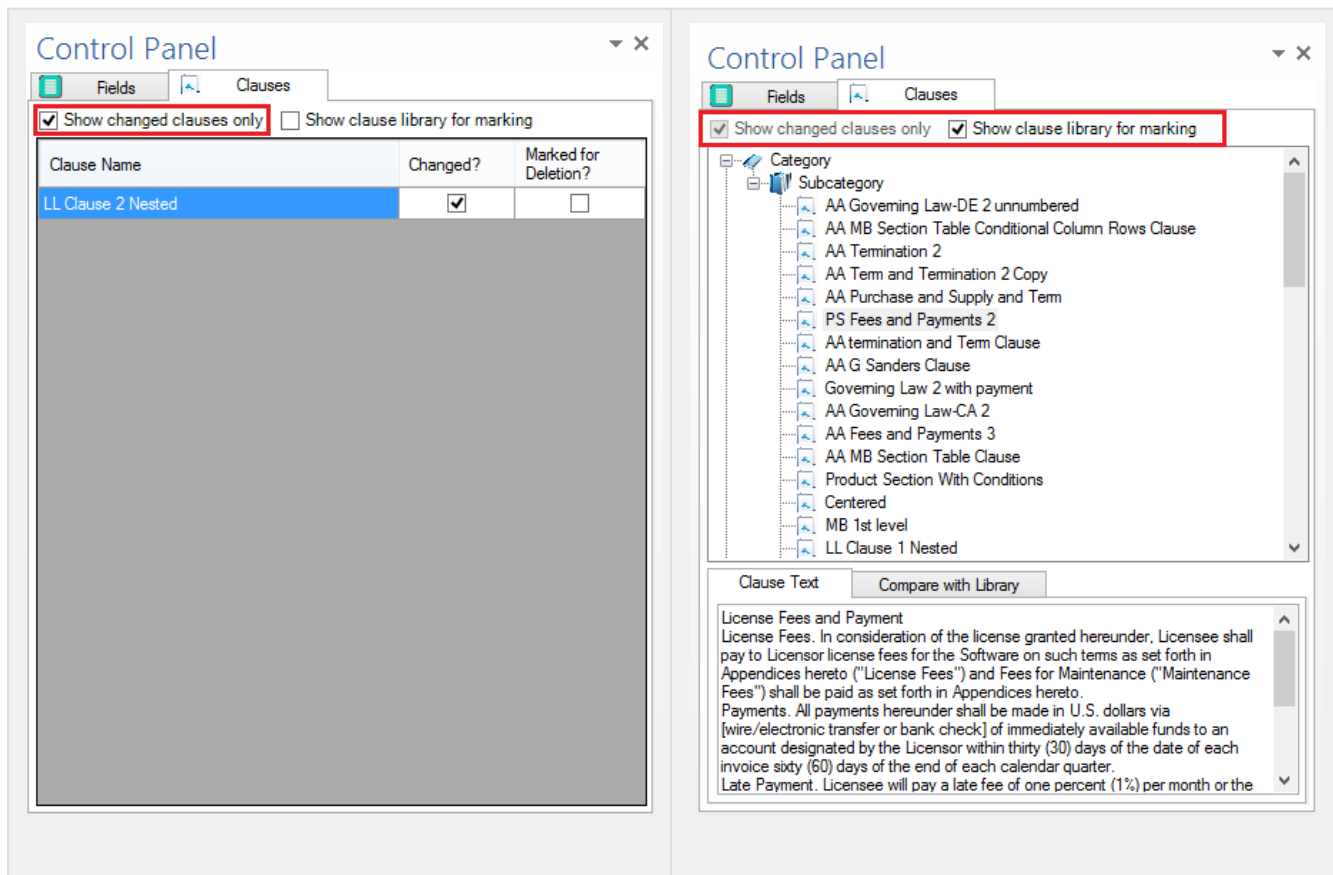 Control Panel
Fields
Clauses
Show changed clauses only
Show clause library for marking
Clause Name
Changed?
Marked for
Deletion?
LL Clause 2 Nested
Control Panel
Fields
Clauses
Show changed clauses only
Show clause library for marking
Category
Subcategory
AA Governing Law-DE 2 unnumbered
AA MB Section Table Conditional Column Rows Clause
AA Termination 2
AA Term and Termination 2 Copy
AA Purchase and Supply and Term
PS Fees and Payments 2
AA termination and Term Clause
AA G Sanders Clause
Governing Law 2 with payment
AA Governing Law-CA 2
AA Fees and Payments 3
AA MB Section Table Clause
Product Section With Conditions
Centered
MB 1st level
LL Clause 1 Nested
Clause Text
Compare with Library
License Fees and Payment
License Fees. In consideration of the license granted hereunder, Licensee shall
pay to Licensor license fees for the Software on such terms as set forth in
Appendices hereto ("License Fees") and Fees for Maintenance ("Maintenance
Fees") shall be paid as set forth in Appendices hereto.
Payments. All payments hereunder shall be made in U.S. dollars via
[wire/electronic transfer or bank check] of immediately available funds to an
account designated by the Licensor within thirty (30) days of the date of each
invoice sixty (60) days of the end of each calendar quarter.
Late Payment. Licensee will pay a late fee of one percent (1%) per month or the